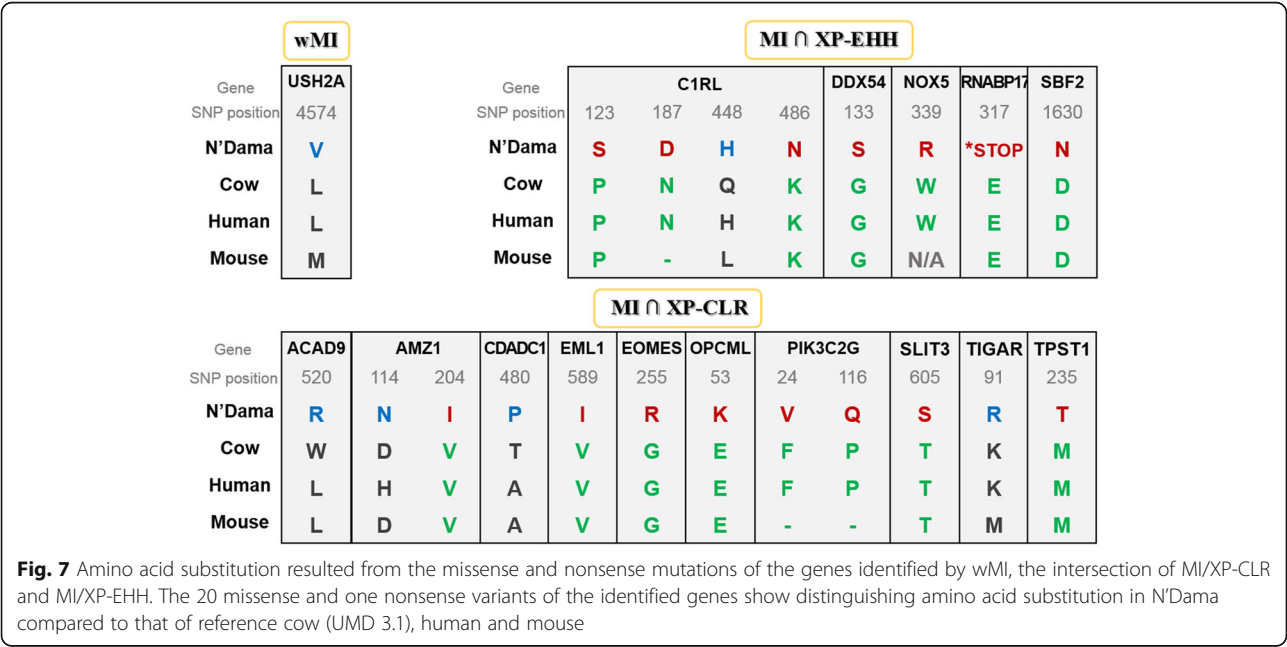 wMI
Gene USH2A
SNP position 4574
N'Dama V
Cow L
Human L
Mouse M
MI ∩ XP-EHH
Gene C1RL DDX54 NOX5 RNABP17 SBF2
SNP position 123 187 448 486 133 339 317 1630
N'Dama S D H N S R *STOP N
Cow P N Q K G W E D
Human P N H K G W E D
Mouse P - L K G N/A E D
MI ∩ XP-CLR
Gene ACAD9 AMZ1 CDADC1 EML1 EOMES OPCML PIK3C2G SLIT3 TIGAR TPST1
SNP position 520 114 204 480 589 255 53 24 116 605 91 235
N'Dama R N I P I R K V Q S R T
Cow W D V T V G E F P T K M
Human L H V A V G E F P T K M
Mouse L D V A V G E - - T M M
Fig. 7 Amino acid substitution resulted from the missense and nonsense mutations of the genes identified by wMI, the intersection of MI/XP-CLR
and MI/XP-EHH. The 20 missense and one nonsense variants of the identified genes show distinguishing amino acid substitution in N'Dama
compared to that of reference cow (UMD 3.1), human and mouse